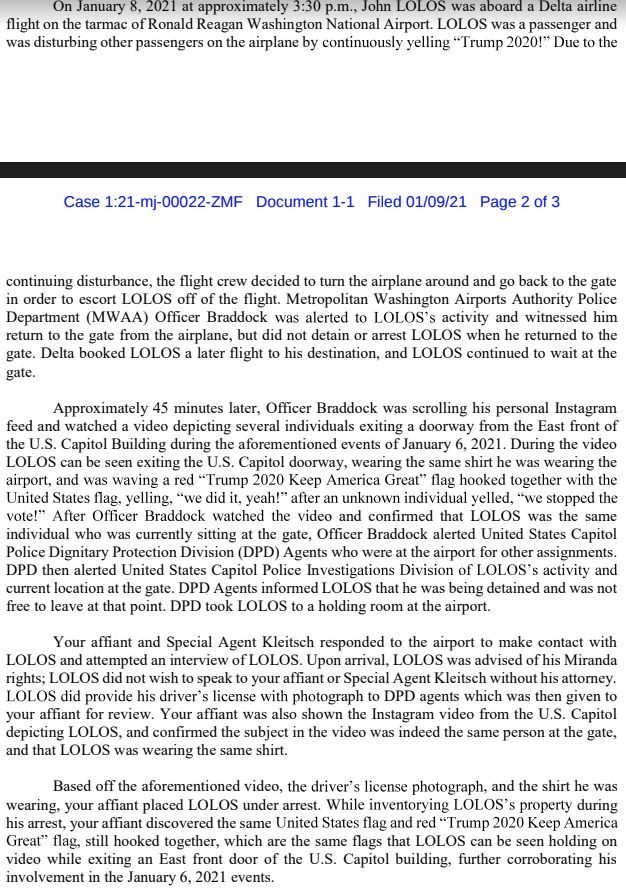 On January 8, 2021 at approximately 3:30 p.m., John LOLOS was aboard a Delta airline
flight on the tarmac of Ronald Reagan Washington National Airport. LOLOS was a passenger and
was disturbing other passengers on the airplane by continuously yelling “Trump 2020!” Due to the
Case 1:21-mj-00022-ZMF Document 1-1 Filed 01/09/21 Page 2 of 3
continuing disturbance, the flight crew decided to turn the airplane around and go back to the gate
in order to escort LOLOS off of the flight. Metropolitan Washington Airports Authority Police
Department (MWAA) Officer Braddock was alerted to LOLOS’s activity and witnessed him
return to the gate from the airplane, but did not detain or arrest LOLOS when he returned to the
gate. Delta booked LOLOS a later flight to his destination, and LOLOS continued to wait at the
gate.
Approximately 45 minutes later, Officer Braddock was scrolling his personal Instagram
feed and watched a video depicting several individuals exiting a doorway from the East front of
the U.S. Capitol Building during the aforementioned events of January 6, 2021. During the video
LOLOS can be seen exiting the U.S. Capitol doorway, wearing the same shirt he was wearing the
airport, and was waving a red “Trump 2020 Keep America Great” flag hooked together with the
United States flag, yelling, “we did it, yeah!” after an unknown individual yelled, “we stopped the
vote!” After Officer Braddock watched the video and confirmed that LOLOS was the same
individual who was currently sitting at the gate, Officer Braddock alerted United States Capitol
Police Dignitary Protection Division (DPD) Agents who were at the airport for other assignments.
DPD then alerted United States Capitol Police Investigations Division of LOLOS’s activity and
current location at the gate. DPD Agents informed LOLOS that he was being detained and was not
free to leave at that point. DPD took LOLOS to a holding room at the airport.
Your affiant and Special Agent Kleitsch responded to the airport to make contact with
LOLOS and attempted an interview of LOLOS. Upon arrival, LOLOS was advised of his Miranda
rights; LOLOS did not wish to speak to your affiant or Special Agent Kleitsch without his attorney.
LOLOS did provide his driver’s license with photograph to DPD agents which was then given to
your affiant for review. Your affiant was also shown the Instagram video from the U.S. Capitol
depicting LOLOS, and confirmed the subject in the video was indeed the same person at the gate,
and that LOLOS was wearing the same shirt.
Based off the aforementioned video, the driver’s license photograph, and the shirt he was
wearing, your affiant placed LOLOS under arrest. While inventorying LOLOS’s property during
his arrest, your affiant discovered the same United States flag and red “Trump 2020 Keep America
Great” flag, still hooked together, which are the same flags that LOLOS can be seen holding on
video while exiting an East front door of the U.S. Capitol building, further corroborating his
involvement in the January 6, 2021 events.